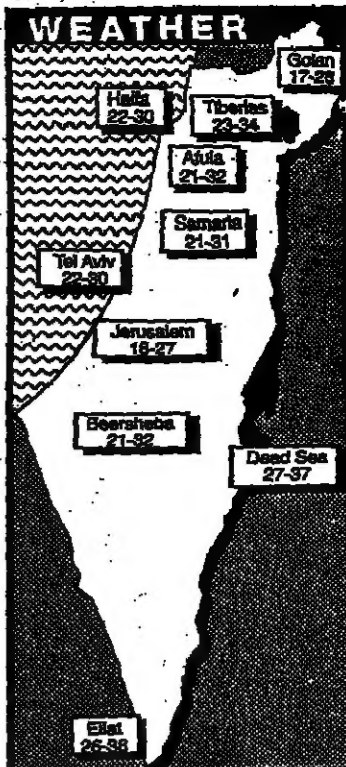 WEATHER
Golan
17-28
Haifa
22-30
Tiberias
23-34
Afula
21-32
Samaria
21-31
Tel Aviv
22-30
Jerusalem
18-27
Beersheba
21-32
Dead Sea
27-37
Eilat
26-38